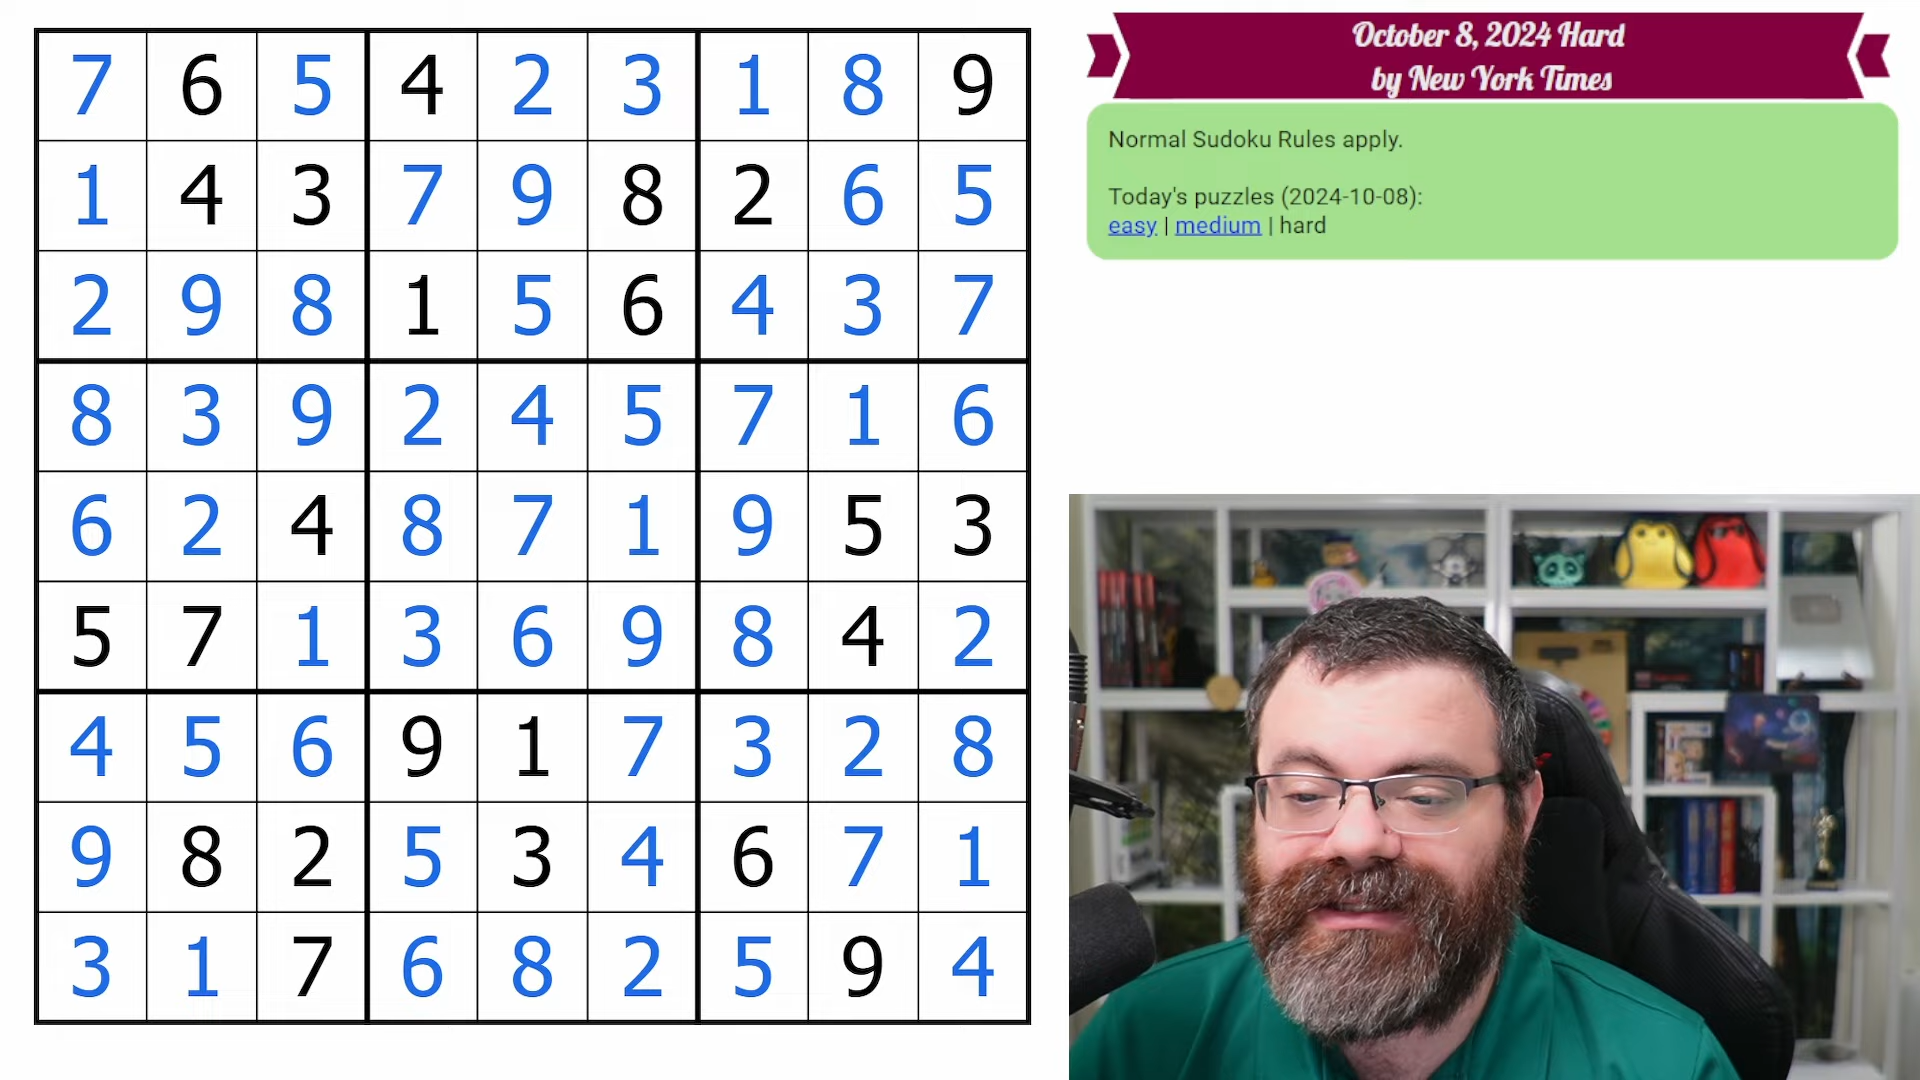 October 8, 2024 Hard
by New York Times
Normal Sudoku Rules apply.
Today's puzzles (2024-10-08):
easy | medium | hard
7 6 5 4 2 3 1 8 9
1 4 3 7 9 8 2 6 5
2 9 8 1 5 6 4 3 7
8 3 9 2 4 5 7 1 6
6 2 4 8 7 1 9 5 3
5 7 1 3 6 9 8 4 2
4 5 6 9 1 7 3 2 8
9 8 2 5 3 4 6 7 1
3 1 7 6 8 2 5 9 4